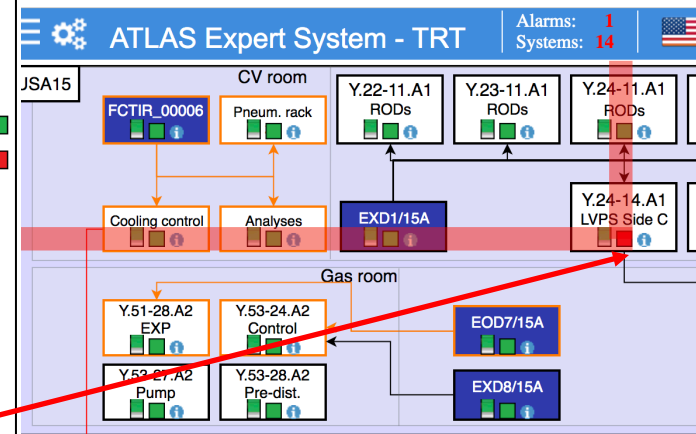 ATLAS Expert System - TRT
Alarms: 1
Systems: 14
USA15
CV room
FCTIR_00006
Pneum. rack
Y.22-11.A1
RODs
Y.23-11.A1
RODs
Y.24-11.A1
RODs
Cooling control
Analyses
EXD1/15A
Y.24-14.A1
LVPS Side C
Gas room
Y.51-28.A2
EXP
Y.53-24.A2
Control
EOD7/15A
Y.53-27.A2
Pump
Y.53-28.A2
Pre-dist.
EXD8/15A